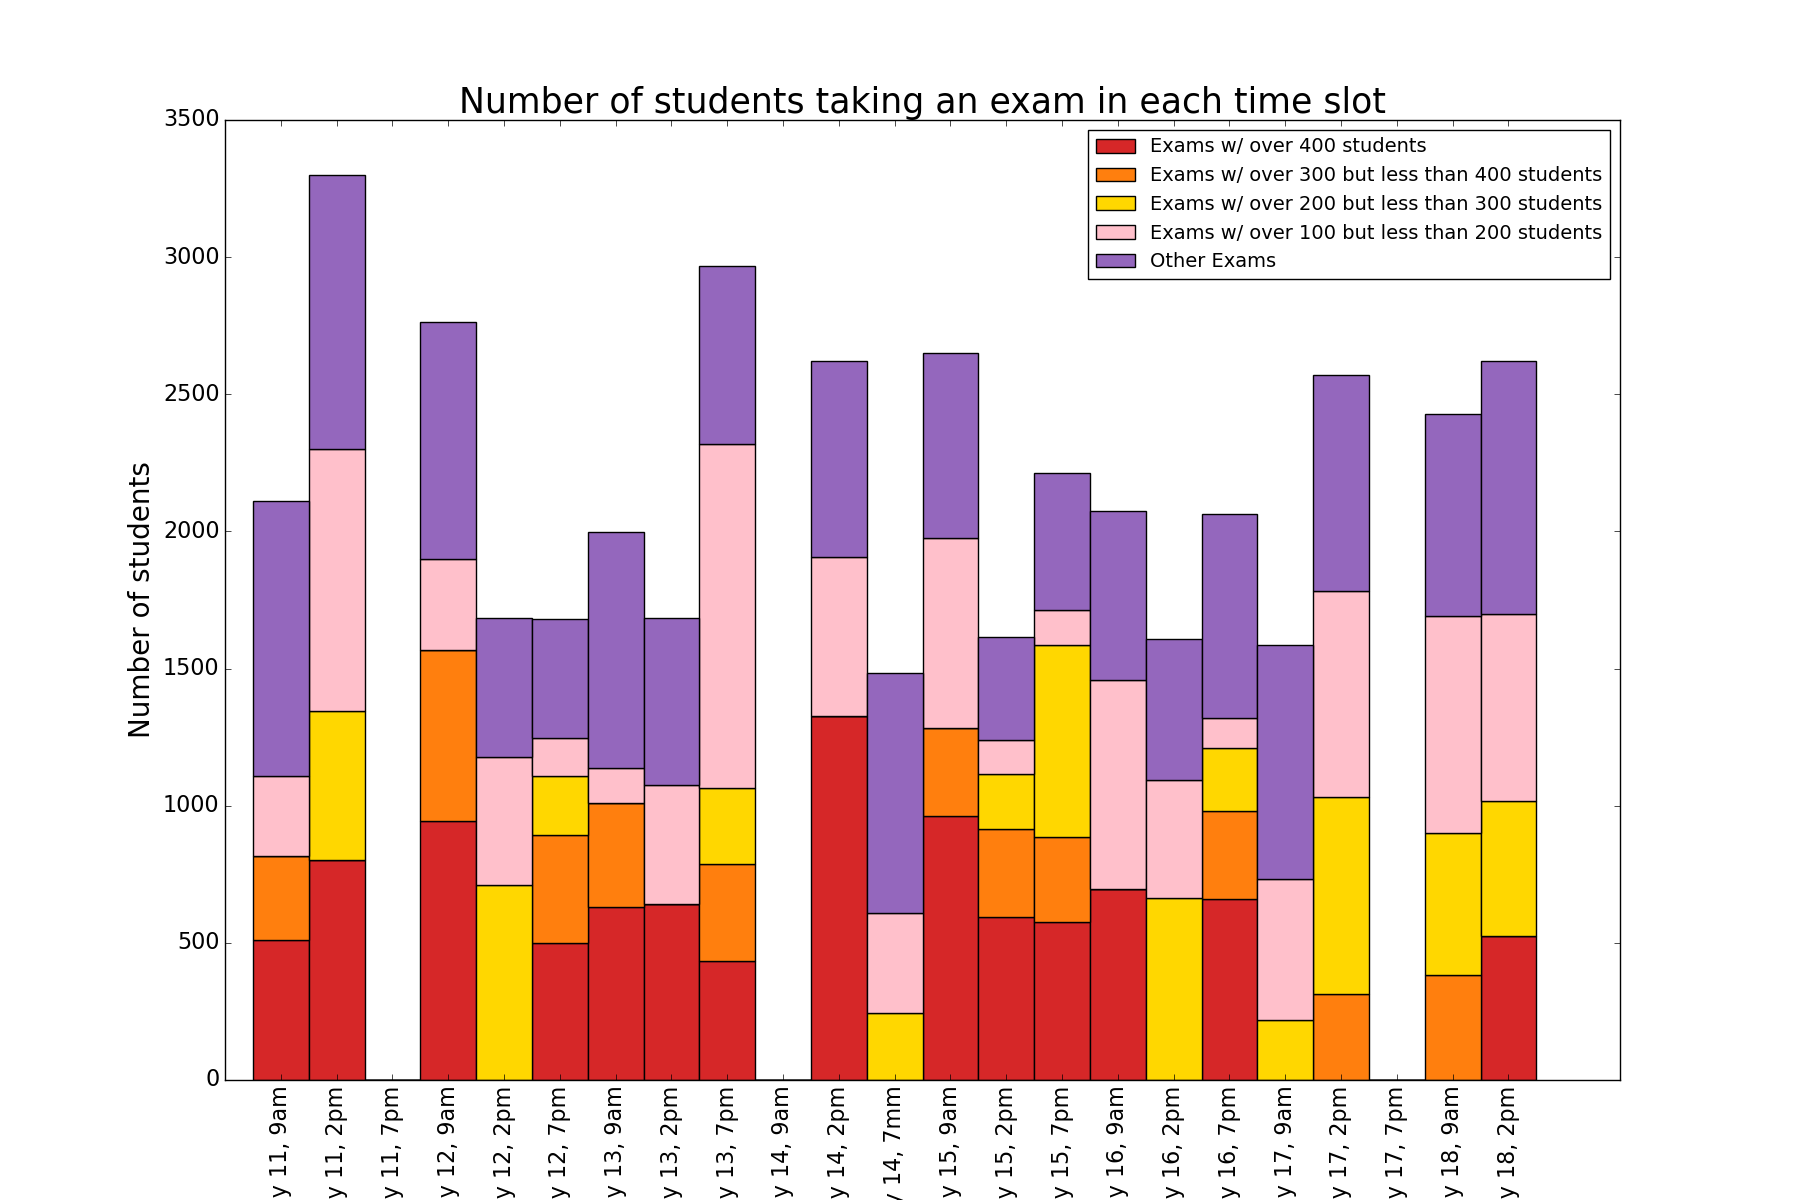 Number of students taking an exam in each time slot
Number of students
3500
3000
2500
2000
1500
1000
500
0
Exams w/ over 400 students
Exams w/ over 300 but less than 400 students
Exams w/ over 200 but less than 300 students
Exams w/ over 100 but less than 200 students
Other Exams
y 11, 9am
y 11, 2pm
y 11, 7pm
y 12, 9am
y 12, 2pm
y 12, 7pm
y 13, 9am
y 13, 2pm
y 13, 7pm
y 14, 9am
y 14, 2pm
y 14, 7mm
y 15, 9am
y 15, 2pm
y 15, 7pm
y 16, 9am
y 16, 2pm
y 16, 7pm
y 17, 9am
y 17, 2pm
y 17, 7pm
y 18, 9am
y 18, 2pm